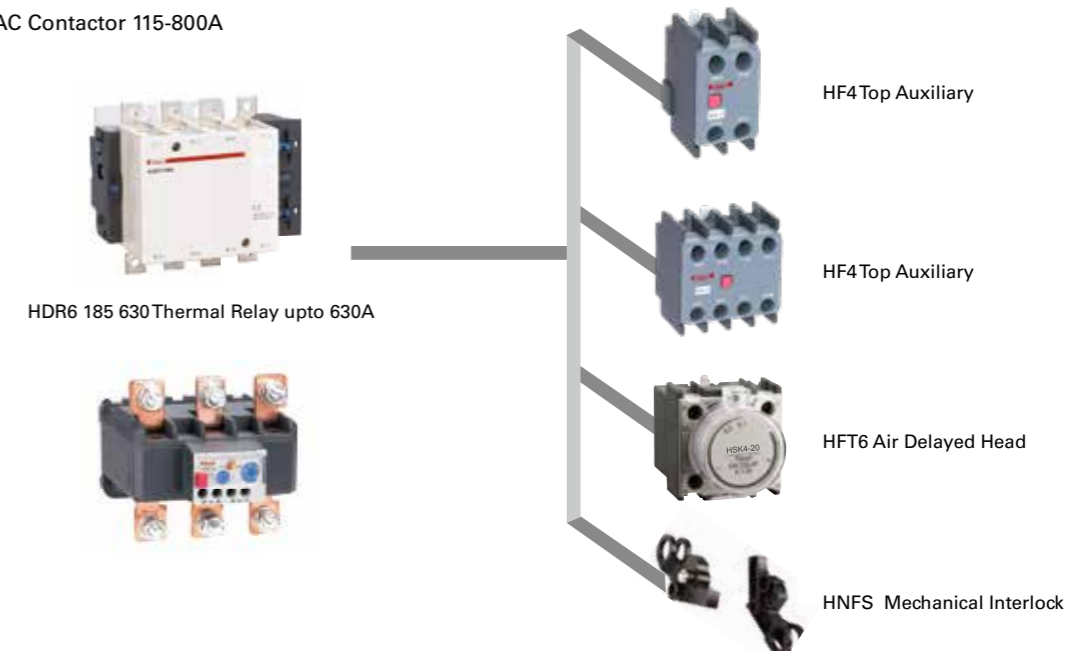 AC Contactor 115-800A
HF4 Top Auxiliary
HF4 Top Auxiliary
HDR6 185 630 Thermal Relay upto 630A
HFT6 Air Delayed Head
HSK4-20
HNFS Mechanical Interlock